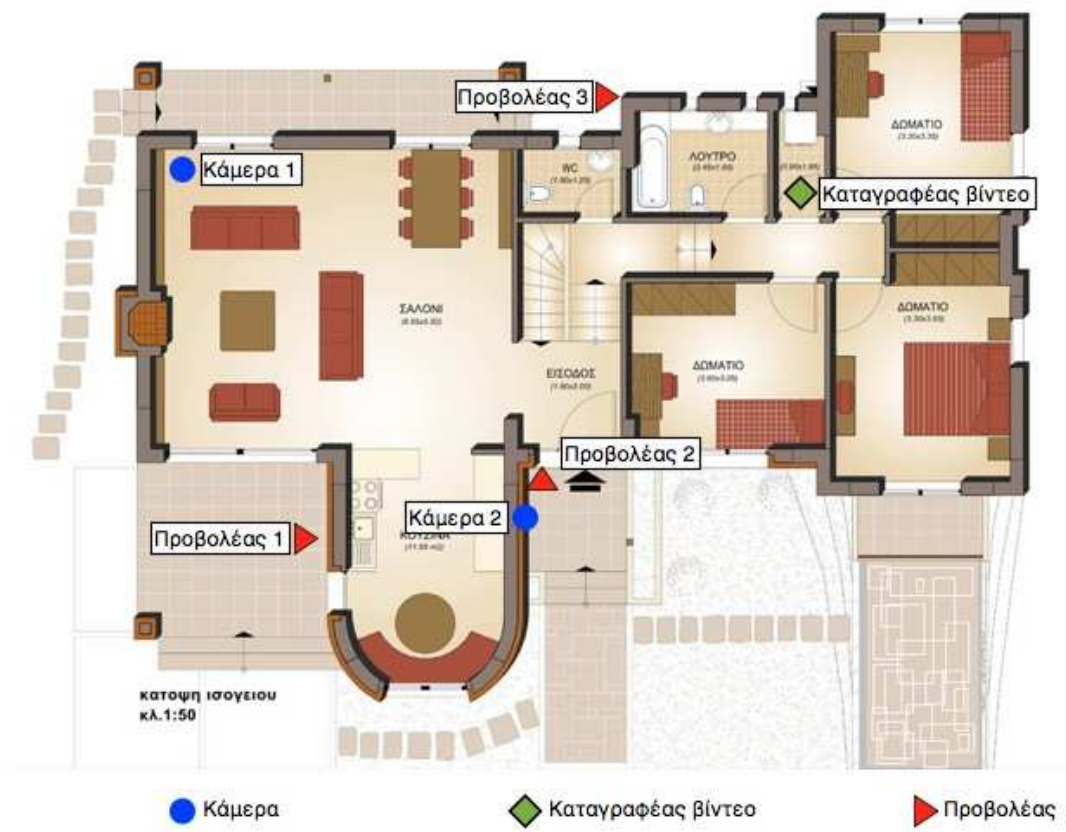 Προβολέας 3
ΔΩΜΑΤΙΟ
ΛΟΥΤΡΟ
WC
Κάμερα 1
Καταγραφέας βίντεο
ΣΑΛΟΝΙ
ΔΩΜΑΤΙΟ
ΔΩΜΑΤΙΟ
ΕΙΣΟΔΟΣ
Προβολέας 2
Κάμερα 2
Προβολέας 1
ΚΟΥΖΙΝΑ
κατοψη ισογειου
κλ.1:50
Κάμερα
Καταγραφέας βίντεο
Προβολέας